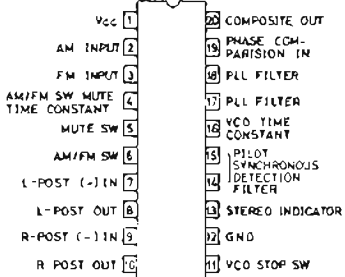 Vcc 1
AM INPUT 2
FM INPUT 3
AM/FM SW MUTE
TIME CONSTANT 4
MUTE SW 5
AM/FM SW 6
L-POST (-) IN 7
L-POST OUT 8
R-POST (-) IN 9
R POST OUT 10
20 COMPOSITE OUT
19 PHASE COM-
PARISION IN
18 PLL FILTER
17 PLL FILTER
16 VCO TIME
CONSTANT
15 PILOT
SYNCHRONOUS
14 DETECTION
FILTER
13 STEREO INDICATOR
12 GND
11 VCO STOP SW